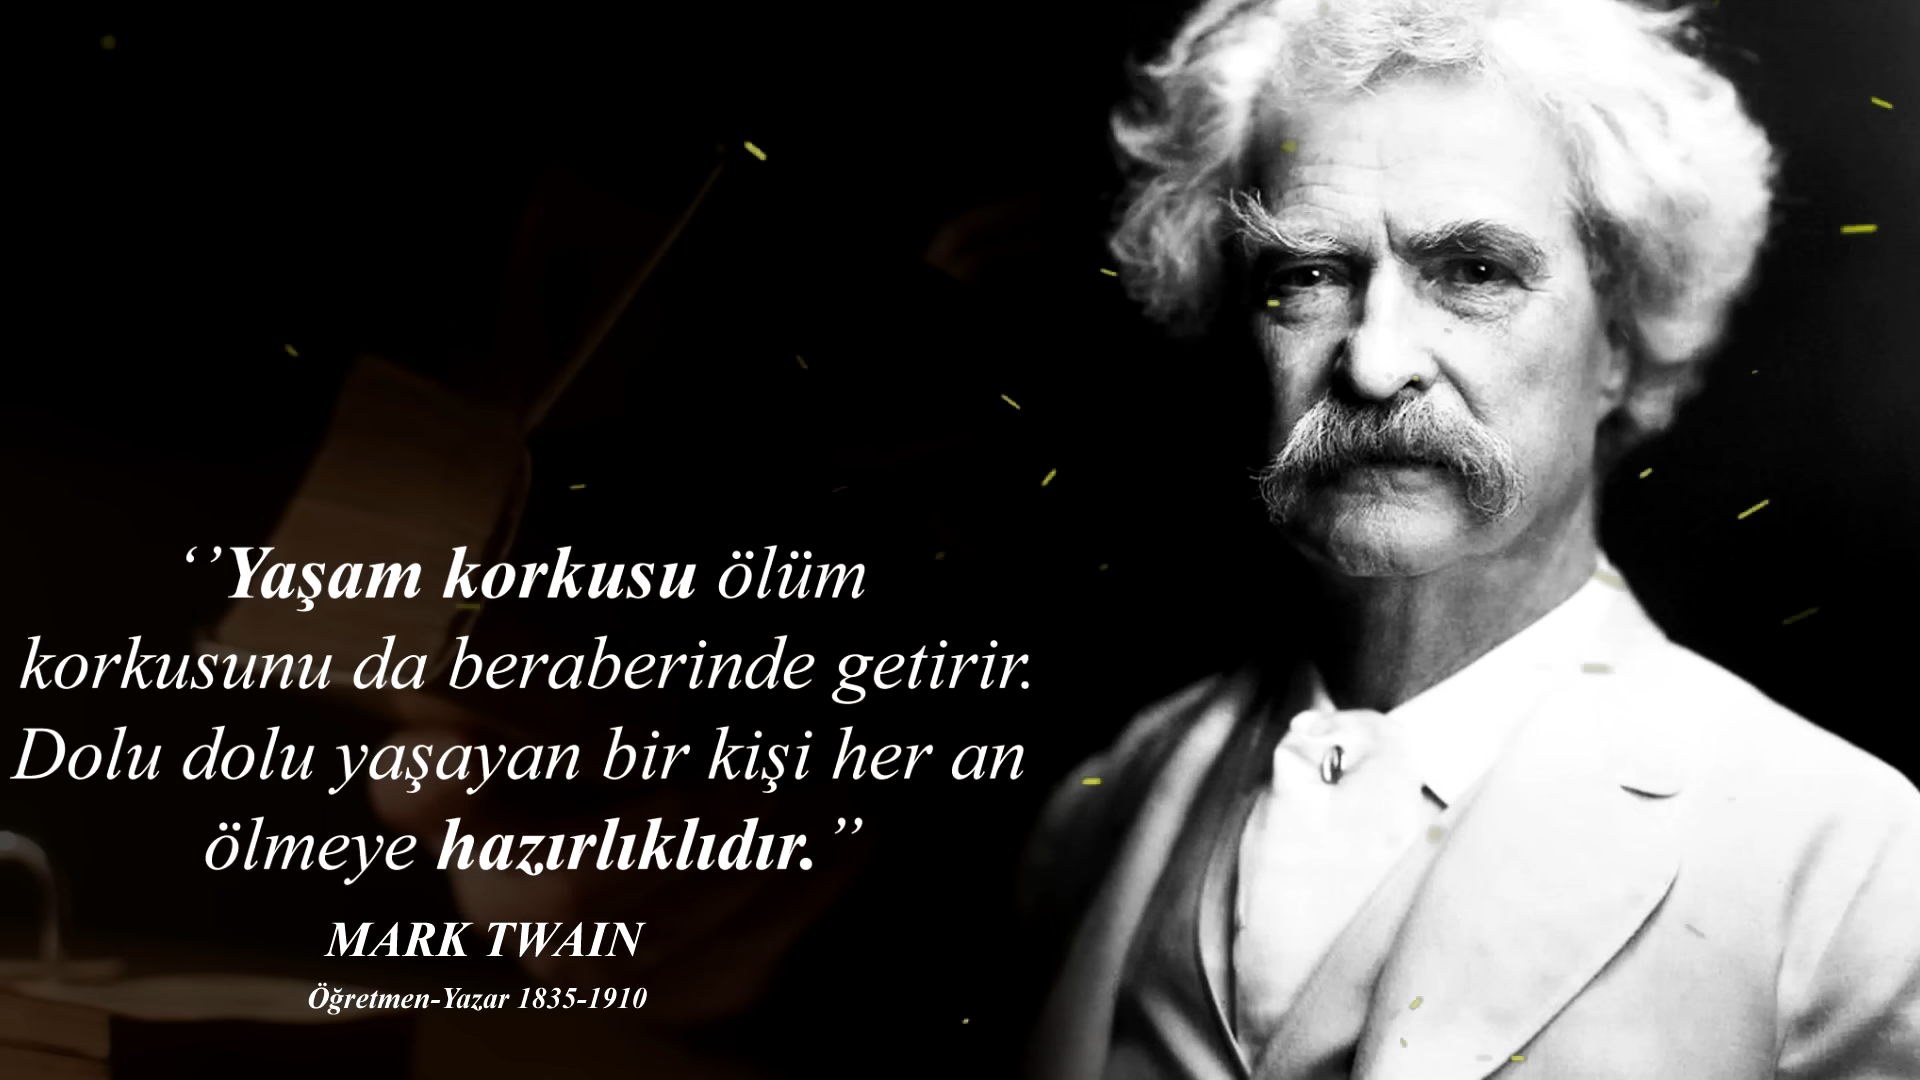 ‘’Yaşam korkusu ölüm
korkusunu da beraberinde getirir.
Dolu dolu yaşayan bir kişi her an
ölmeye hazırlıklıdır.’’
MARK TWAIN
Öğretmen-Yazar 1835-1910